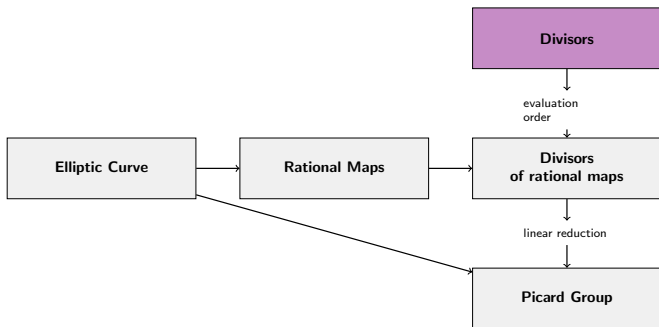 Divisors
evaluation
order
Elliptic Curve
Rational Maps
Divisors
of rational maps
linear reduction
Picard Group